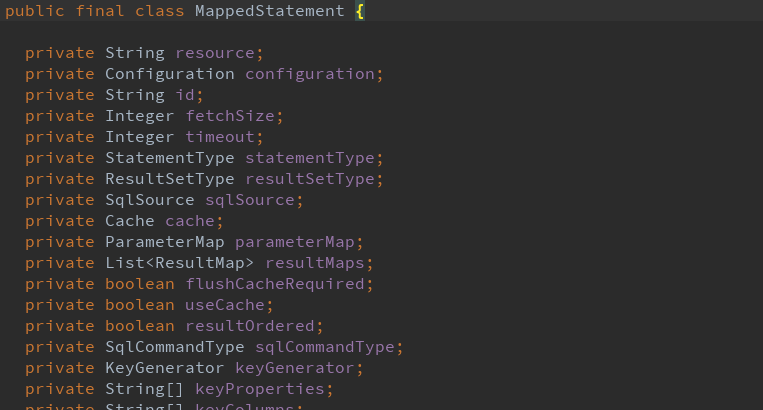 public final class MappedStatement {
private String resource;
private Configuration configuration;
private String id;
private Integer fetchSize;
private Integer timeout;
private StatementType statementType;
private ResultSetType resultSetType;
private SqlSource sqlSource;
private Cache cache;
private ParameterMap parameterMap;
private List<ResultMap> resultMaps;
private boolean flushCacheRequired;
private boolean useCache;
private boolean resultOrdered;
private SqlCommandType sqlCommandType;
private KeyGenerator keyGenerator;
private String[] keyProperties;
private String[] keyColumns;